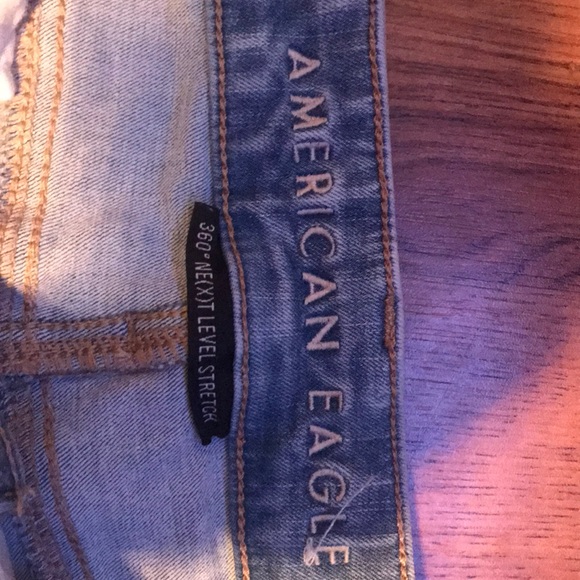 AMERICAN EAGLE
360° NE(X)T LEVEL STRETCH